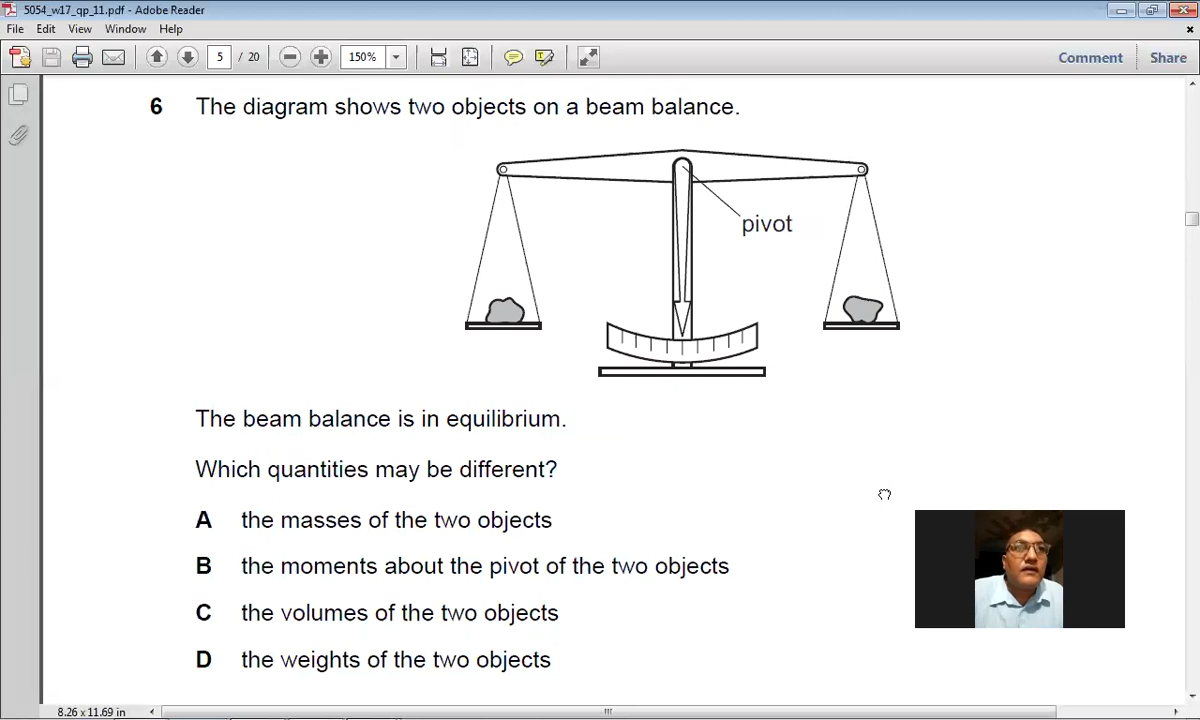 5054_w17_qp_11.pdf - Adobe Reader
File Edit View Window Help
5 / 20 150% Comment Share
6 The diagram shows two objects on a beam balance.
pivot
The beam balance is in equilibrium.
Which quantities may be different?
A the masses of the two objects
B the moments about the pivot of the two objects
C the volumes of the two objects
D the weights of the two objects
8.26 x 11.69 in